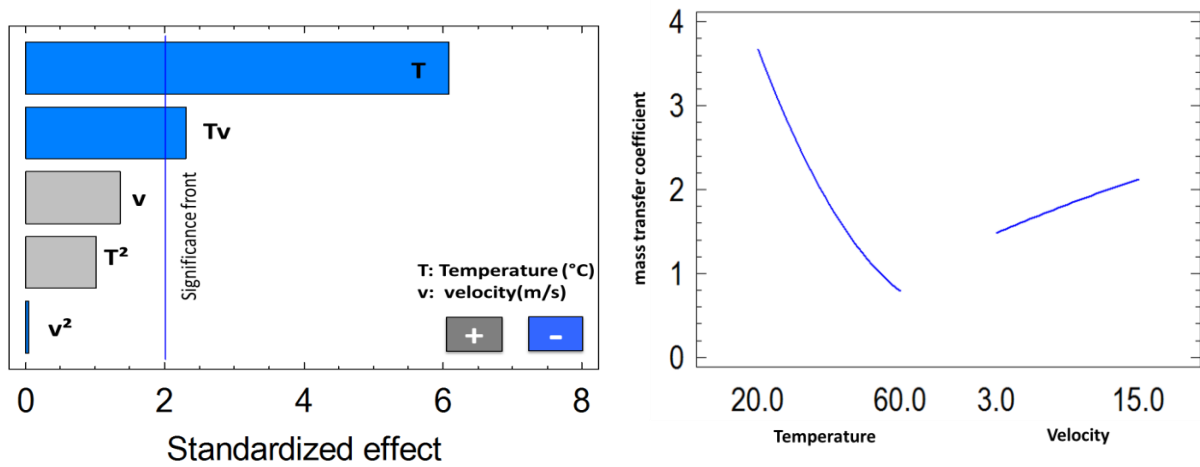 T
Tv
v
T²
v²
Significance front
T: Temperature (°C)
v: velocity(m/s)
+ -
0 2 4 6 8
Standardized effect
4
3
2
1
0
mass transfer coefficient
20.0 60.0 3.0 15.0
Temperature Velocity